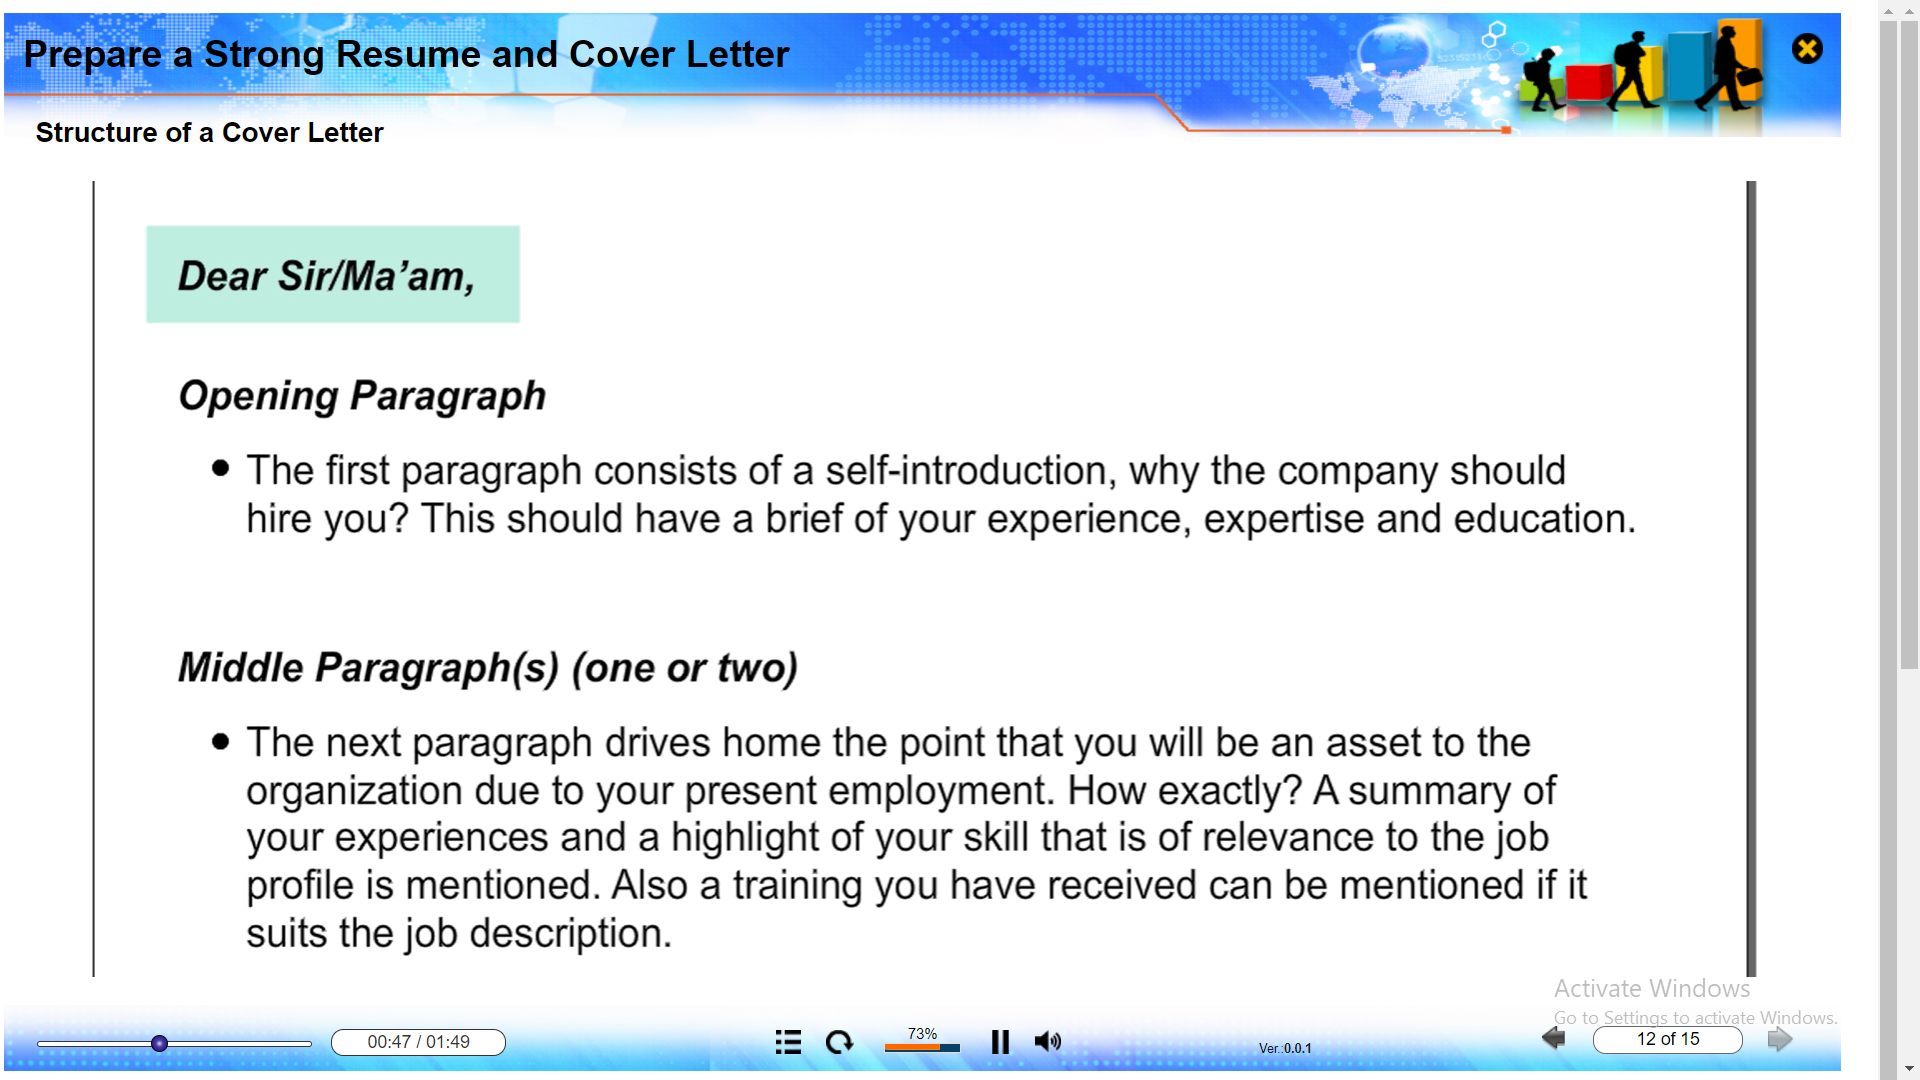 Prepare a Strong Resume and Cover Letter
Structure of a Cover Letter
Dear Sir/Ma’am,
Opening Paragraph
● The first paragraph consists of a self-introduction, why the company should
hire you? This should have a brief of your experience, expertise and education.
Middle Paragraph(s) (one or two)
● The next paragraph drives home the point that you will be an asset to the
organization due to your present employment. How exactly? A summary of
your experiences and a highlight of your skill that is of relevance to the job
profile is mentioned. Also a training you have received can be mentioned if it
suits the job description.
Activate Windows
Go to Settings to activate Windows.
00:47 / 01:49
73%
Ver.:0.0.1
12 of 15